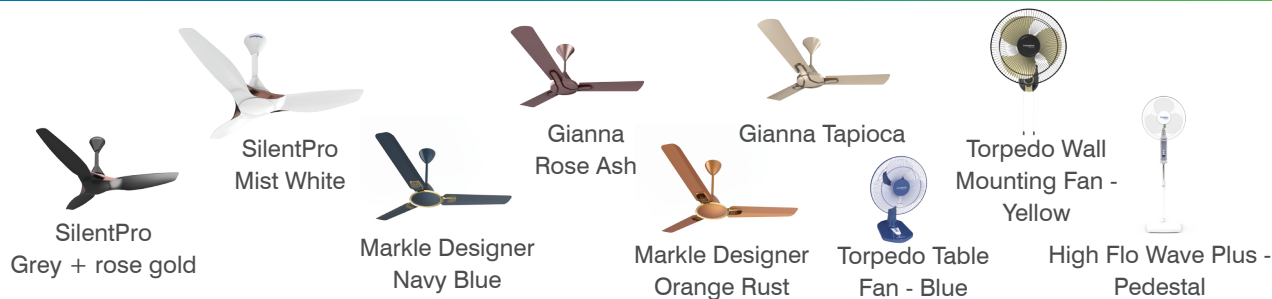 SilentPro
Grey + rose gold
SilentPro
Mist White
Markle Designer
Navy Blue
Gianna
Rose Ash
Markle Designer
Orange Rust
Gianna Tapioca
Torpedo Table
Fan - Blue
Torpedo Wall
Mounting Fan -
Yellow
High Flo Wave Plus -
Pedestal